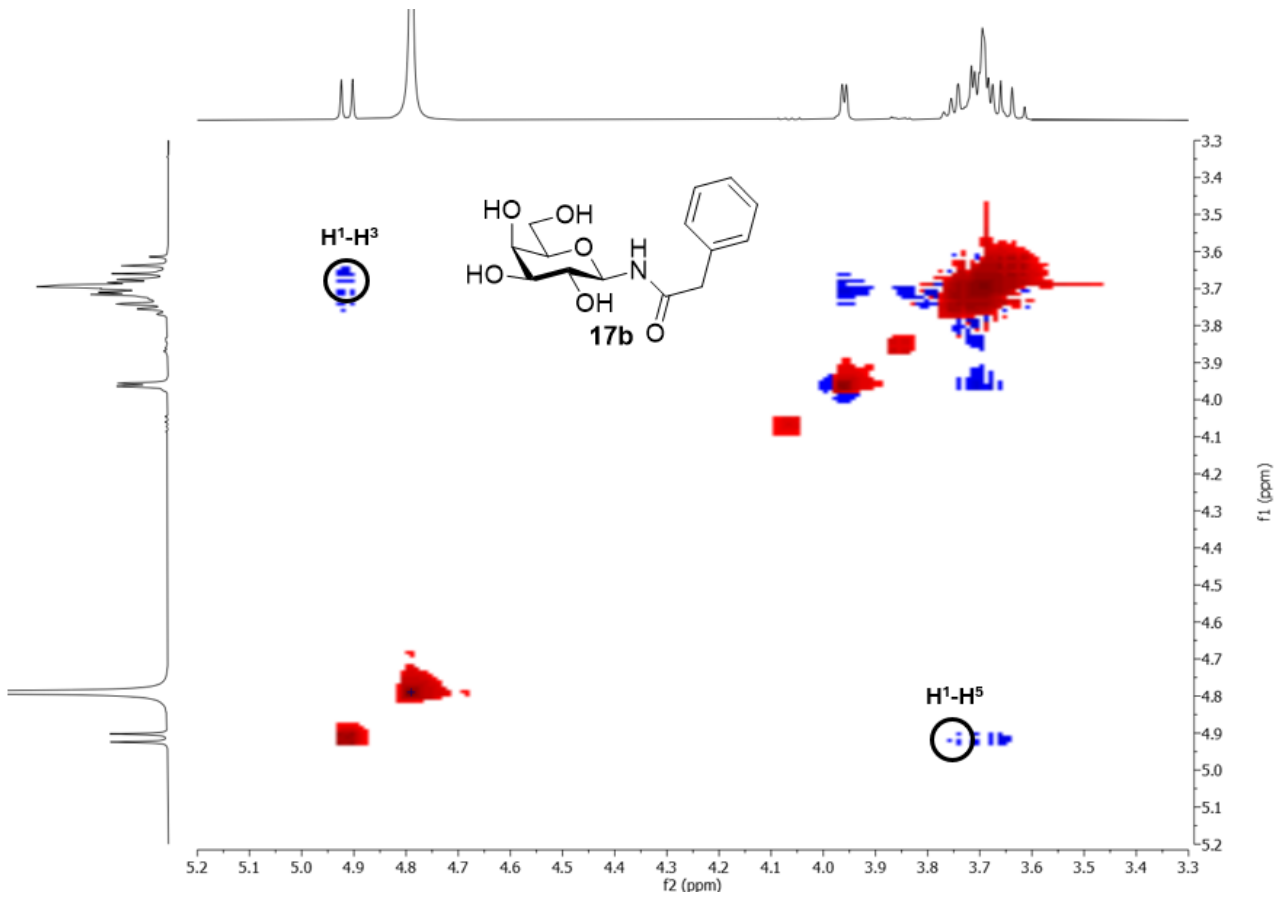 3.3
3.4
3.5
3.6
3.7
3.8
3.9
4.0
4.1
4.2
4.3
4.4
4.5
4.6
4.7
4.8
4.9
5.0
5.1
5.2
f1 (ppm)
H¹-H³
HO
OH
O
H
N
HO
OH
O
17b
H¹-H⁵
5.2 5.1 5.0 4.9 4.8 4.7 4.6 4.5 4.4 4.3 4.2 4.1 4.0 3.9 3.8 3.7 3.6 3.5 3.4 3.3
f2 (ppm)